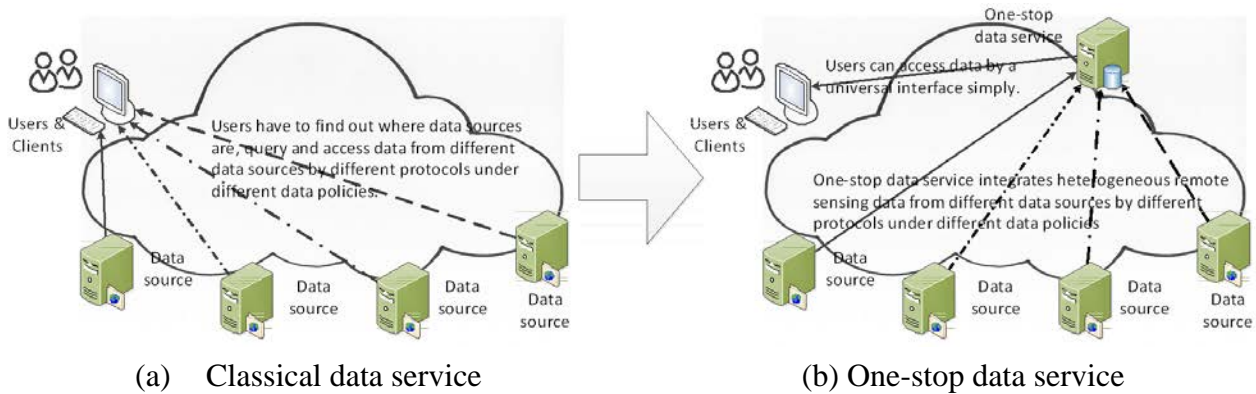 Users &
Clients
Users have to find out where data sources
are, query and access data from different
data sources by different protocols under
different data policies.
Data
source
Data
source
Data
source
Data
source
(a) Classical data service
One-stop
data service
Users can access data by a
universal interface simply.
Users &
Clients
One-stop data service integrates heterogeneous remote
sensing data from different data sources by different
protocols under different data policies
Data
source
Data
source
Data
source
Data
source
(b) One-stop data service